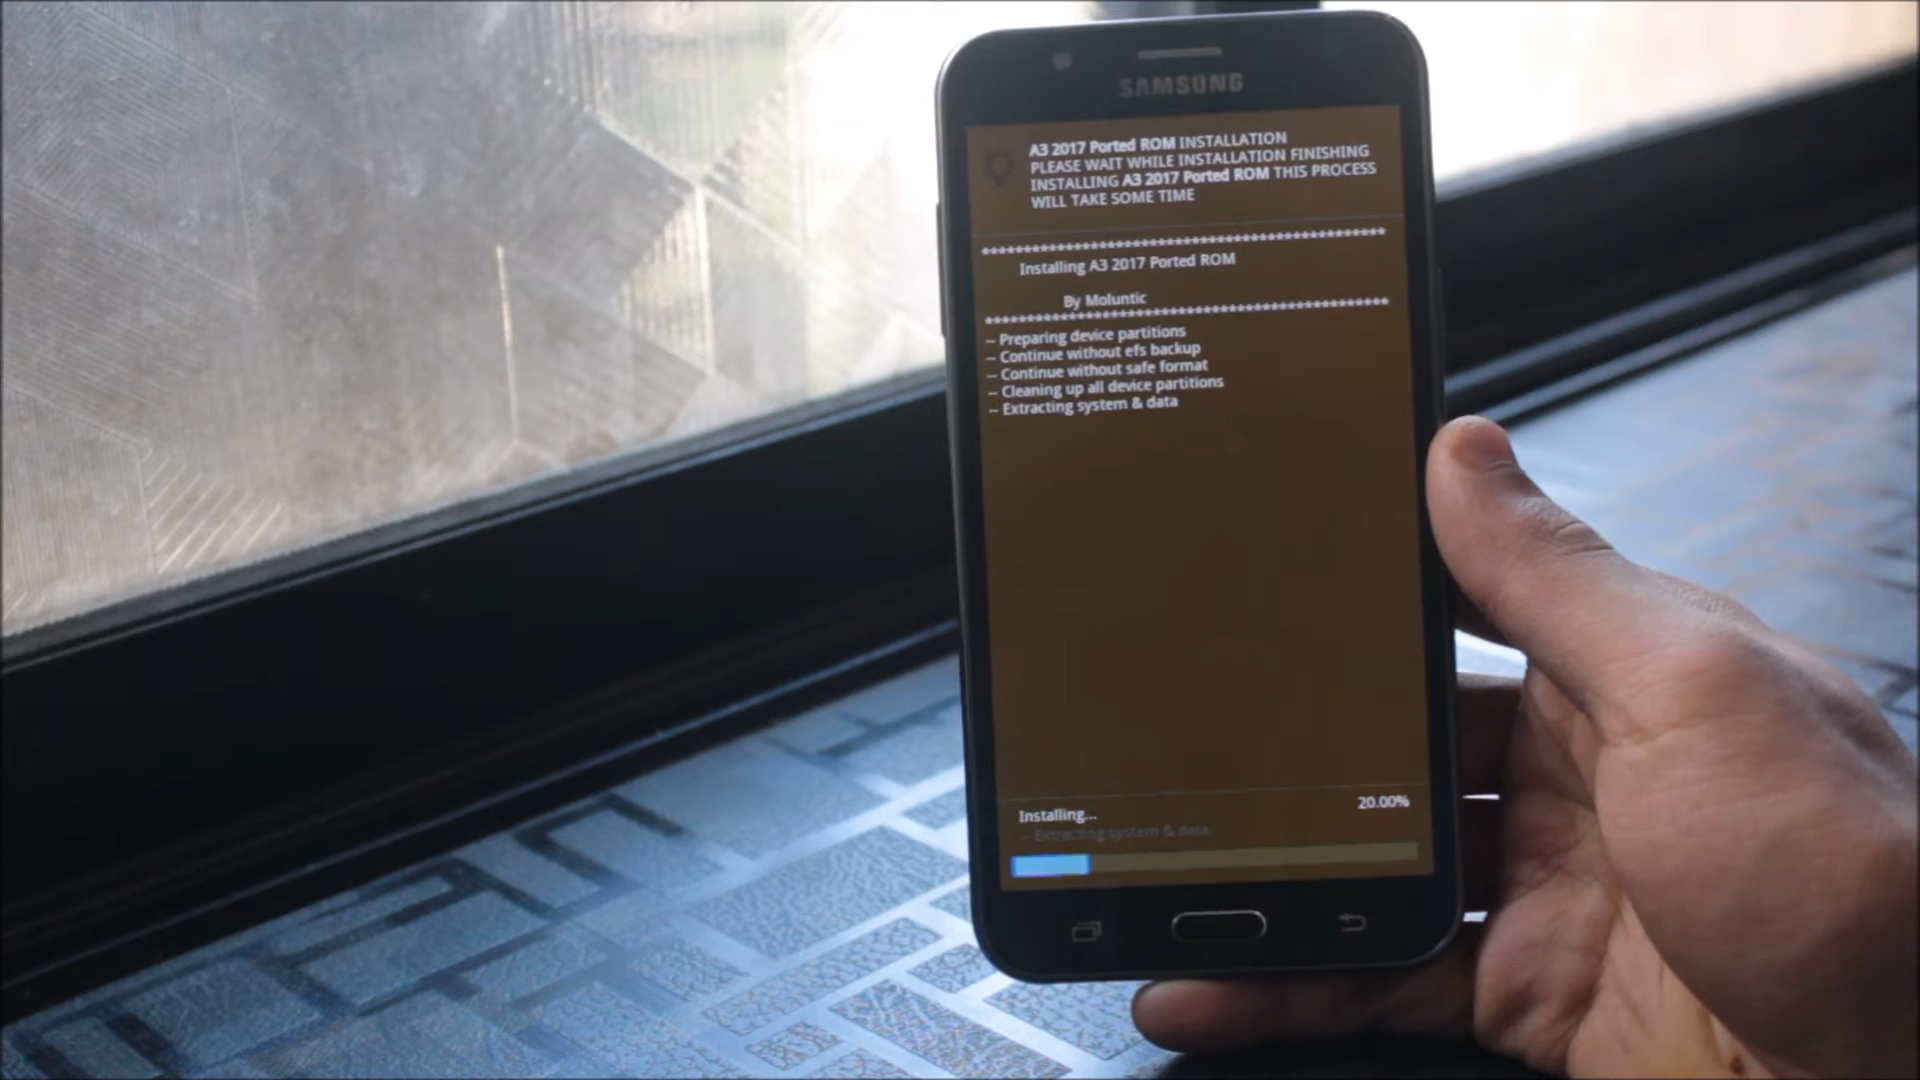 SAMSUNG
A3 2017 Ported ROM INSTALLATION
PLEASE WAIT WHILE INSTALLATION FINISHING
INSTALLING A3 2017 Ported ROM THIS PROCESS
WILL TAKE SOME TIME
************************************************
Installing A3 2017 Ported ROM
By Moluntic
************************************************
-- Preparing device partitions
-- Continue without efs backup
-- Continue without safe format
-- Cleaning up all device partitions
-- Extracting system & data
Installing... 20.00%
-- Extracting system & data